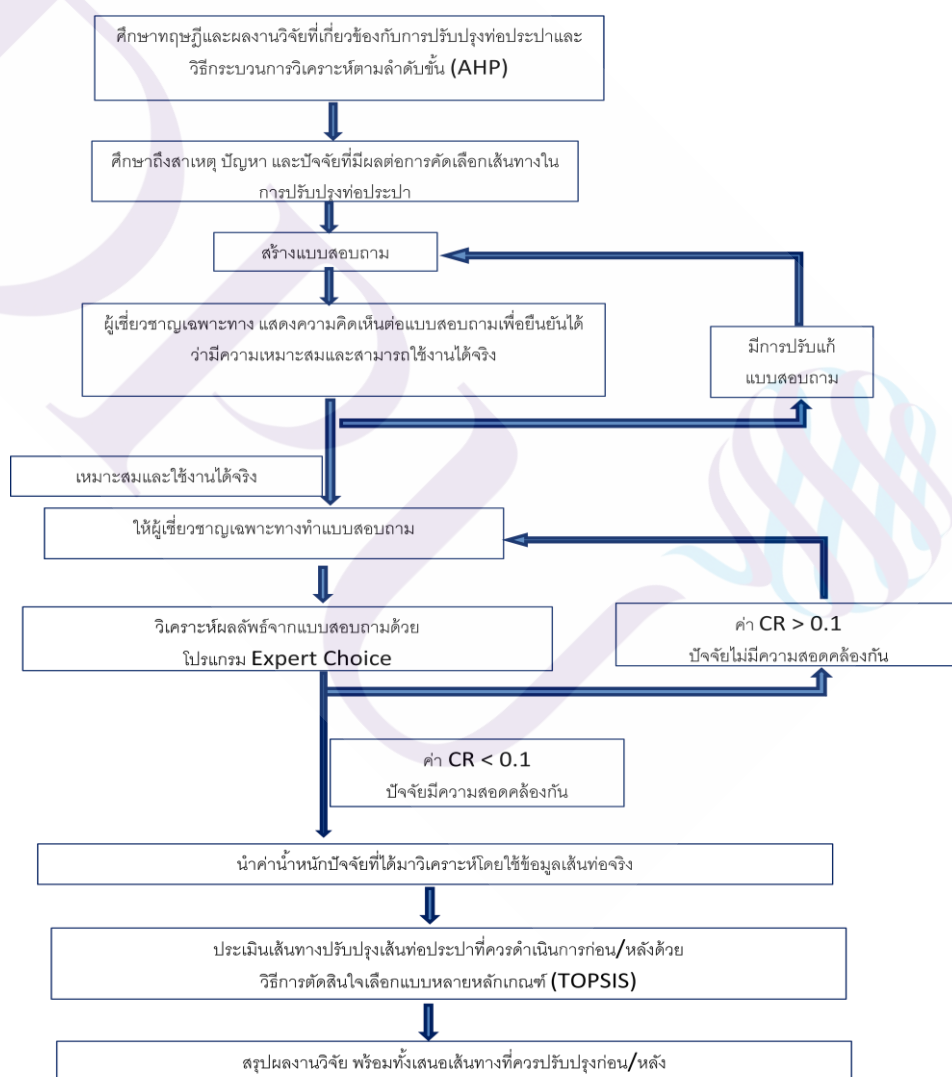 ศึกษาทฤษฎีและผลงานวิจัยที่เกี่ยวข้องกับการปรับปรุงท่อประปาและ
วิธีกระบวนการวิเคราะห์ตามลำดับขั้น (AHP)
ศึกษาถึงสาเหตุ ปัญหา และปัจจัยที่มีผลต่อการคัดเลือกเส้นทางใน
การปรับปรุงท่อประปา
สร้างแบบสอบถาม
ผู้เชี่ยวชาญเฉพาะทาง แสดงความคิดเห็นต่อแบบสอบถามเพื่อยืนยันได้
ว่ามีความเหมาะสมและสามารถใช้งานได้จริง
มีการปรับแก้
แบบสอบถาม
เหมาะสมและใช้งานได้จริง
ให้ผู้เชี่ยวชาญเฉพาะทางทำแบบสอบถาม
วิเคราะห์ผลลัพธ์จากแบบสอบถามด้วย
โปรแกรม Expert Choice
ค่า CR > 0.1
ปัจจัยไม่มีความสอดคล้องกัน
ค่า CR < 0.1
ปัจจัยมีความสอดคล้องกัน
นำค่าน้ำหนักปัจจัยที่ได้มาวิเคราะห์โดยใช้ข้อมูลเส้นท่อจริง
ประเมินเส้นทางปรับปรุงเส้นท่อประปาที่ควรดำเนินการก่อน/หลังด้วย
วิธีการตัดสินใจเลือกแบบหลายหลักเกณฑ์ (TOPSIS)
สรุปผลงานวิจัย พร้อมทั้งเสนอเส้นทางที่ควรปรับปรุงก่อน/หลัง